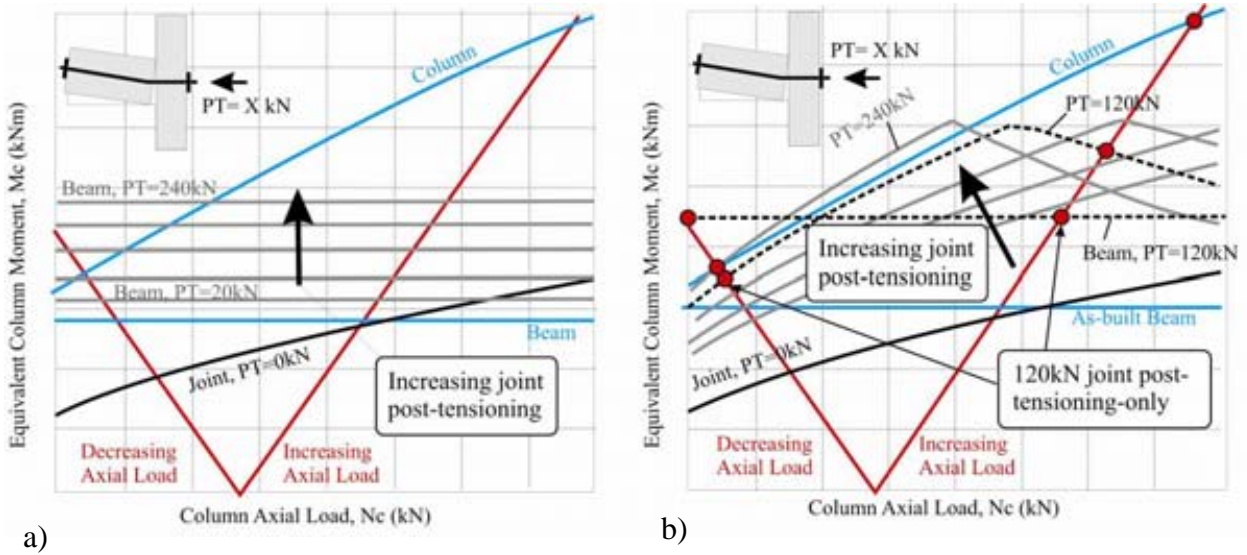 PT= X kN
Column
Beam, PT=240kN
Beam, PT=20kN
Beam
Joint, PT=0kN
Increasing joint
post-tensioning
Decreasing
Axial Load
Increasing
Axial Load
Equivalent Column Moment, Mc (kNm)
Column Axial Load, Nc (kN)
a)
PT= X kN
Column
PT=240kN
PT=120kN
Increasing joint
post-tensioning
Beam, PT=120kN
As-built Beam
Joint, PT=0kN
120kN joint post-
tensioning-only
Decreasing
Axial Load
Increasing
Axial Load
Equivalent Column Moment, Mc (kNm)
Column Axial Load, Nc (kN)
b)